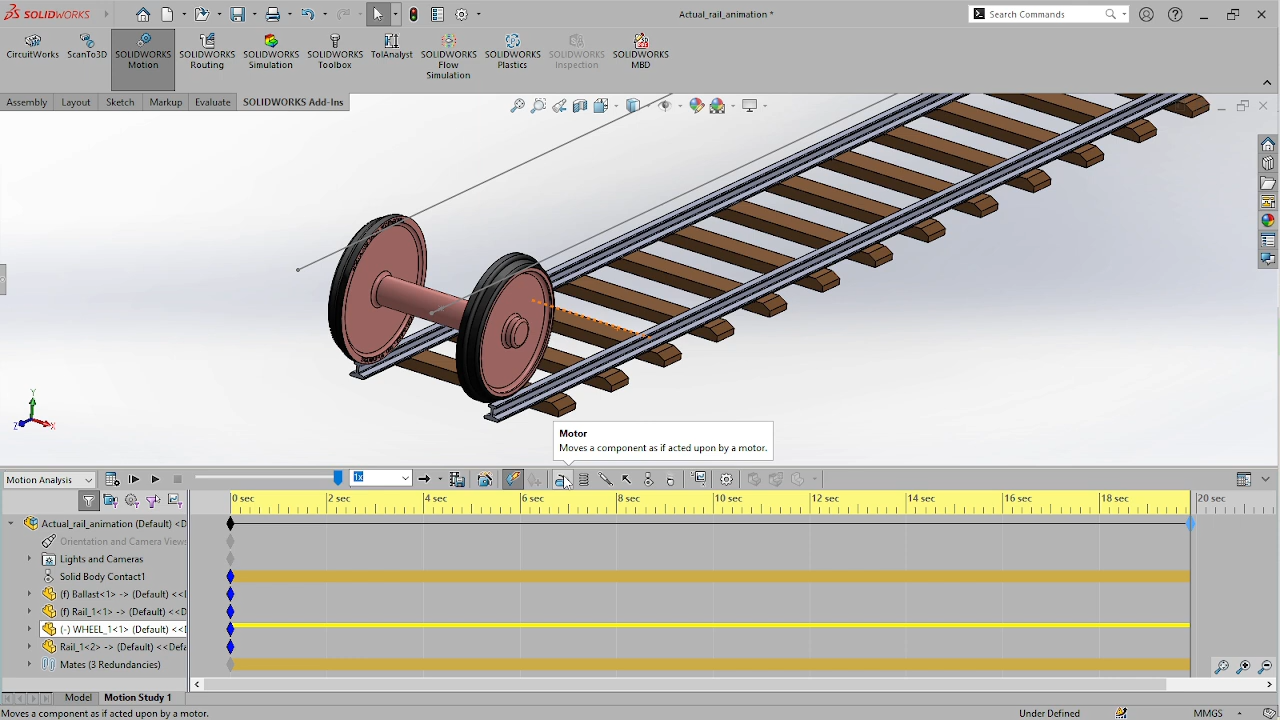 SOLIDWORKS
Actual_rail_animation *
Search Commands
CircuitWorks
ScanTo3D
SOLIDWORKS Motion
SOLIDWORKS Routing
SOLIDWORKS Simulation
SOLIDWORKS Toolbox
TolAnalyst
SOLIDWORKS Flow Simulation
SOLIDWORKS Plastics
SOLIDWORKS Inspection
SOLIDWORKS MBD
Assembly
Layout
Sketch
Markup
Evaluate
SOLIDWORKS Add-Ins
Y
Z
X
Motor
Moves a component as if acted upon by a motor.
Motion Analysis
1x
0 sec
2 sec
4 sec
6 sec
8 sec
10 sec
12 sec
14 sec
16 sec
18 sec
20 sec
Actual_rail_animation (Default) <D
Orientation and Camera Views
Lights and Cameras
Solid Body Contact1
(f) Ballast<1> -> (Default) <<D
(f) Rail_1<1> -> (Default) <<D
(-) WHEEL_1<1> (Default) <<D
Rail_1<2> -> (Default) <<Defa
Mates (3 Redundancies)
Model
Motion Study 1
Moves a component as if acted upon by a motor.
Under Defined
MMGS